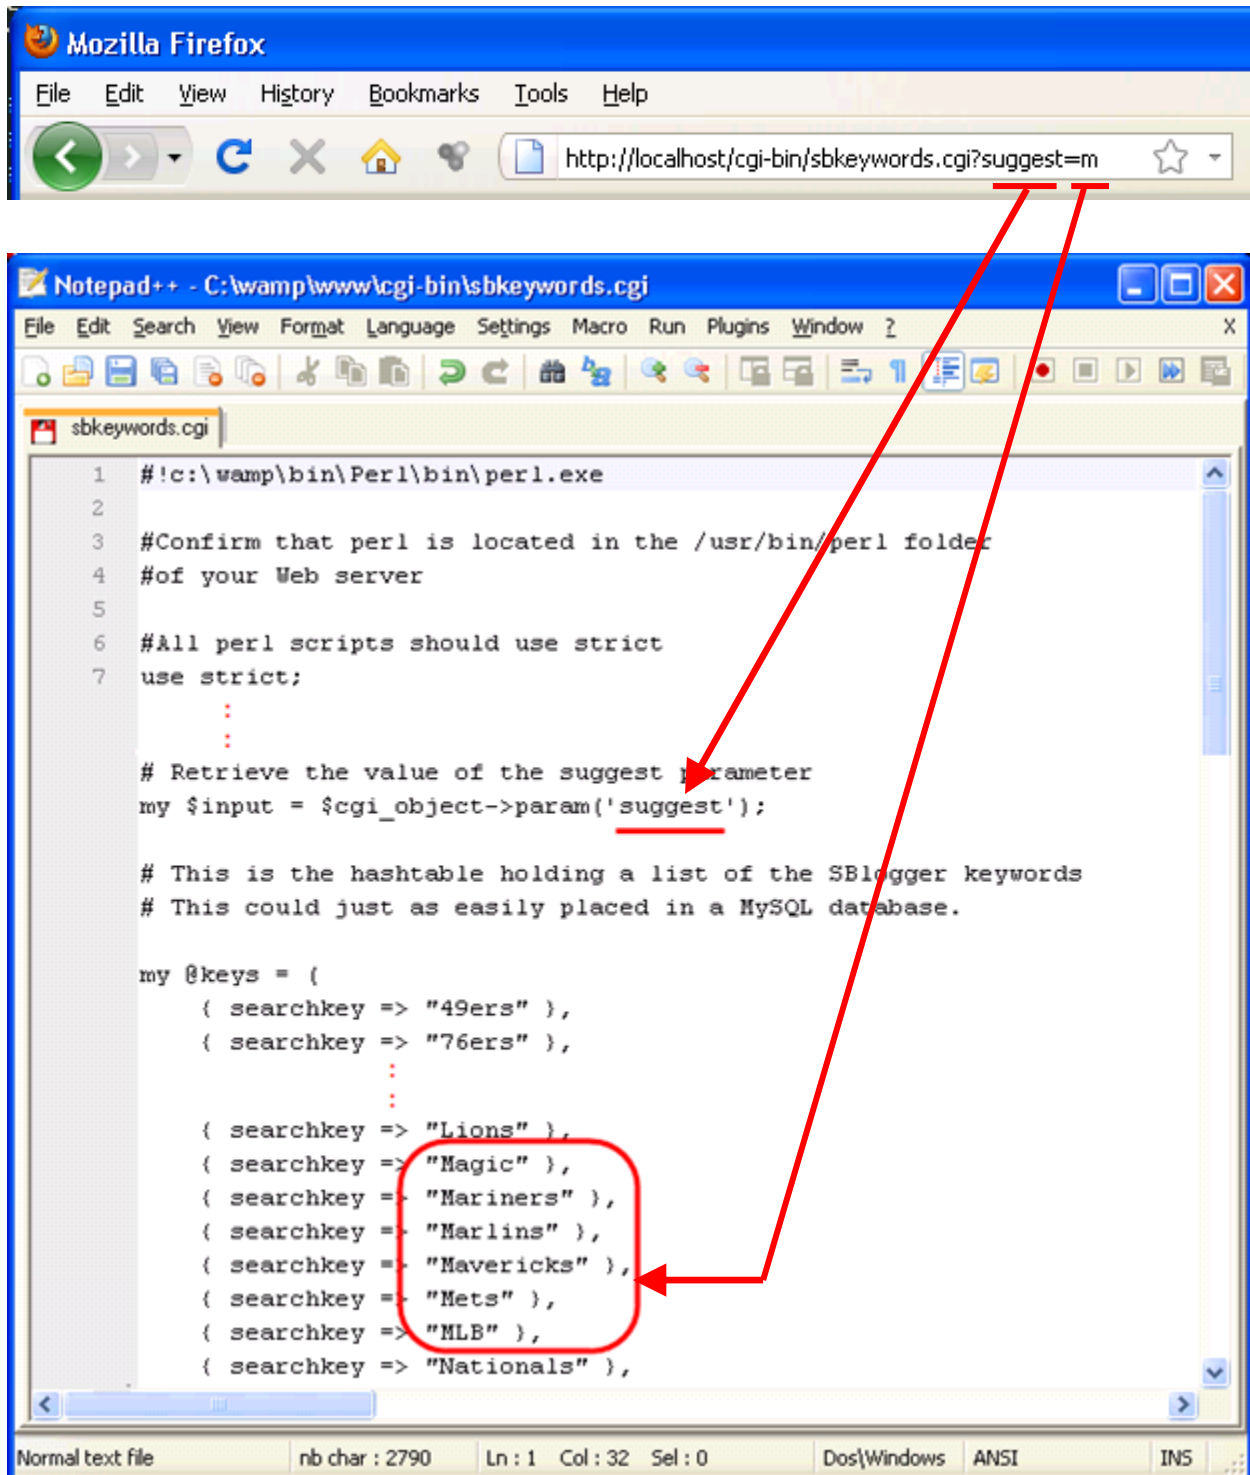 Mozilla Firefox
File Edit View History Bookmarks Tools Help
http://localhost/cgi-bin/sbkeywords.cgi?suggest=m
Notepad++ - C:\wamp\www\cgi-bin\sbkeywords.cgi
File Edit Search View Format Language Settings Macro Run Plugins Window ? X
sbkeywords.cgi
1 #!c:\wamp\bin\Perl\bin\perl.exe
2
3 #Confirm that perl is located in the /usr/bin/perl folder
4 #of your Web server
5
6 #All perl scripts should use strict
7 use strict;
:
:
# Retrieve the value of the suggest parameter
my $input = $cgi_object->param('suggest');
# This is the hashtable holding a list of the SBlogger keywords
# This could just as easily placed in a MySQL database.
my @keys = (
{ searchkey => "49ers" },
{ searchkey => "76ers" },
:
:
{ searchkey => "Lions" },
{ searchkey => "Magic" },
{ searchkey => "Mariners" },
{ searchkey => "Marlins" },
{ searchkey => "Mavericks" },
{ searchkey => "Mets" },
{ searchkey => "MLB" },
{ searchkey => "Nationals" },
Normal text file nb char : 2790 Ln : 1 Col : 32 Sel : 0 Dos\Windows ANSI INS